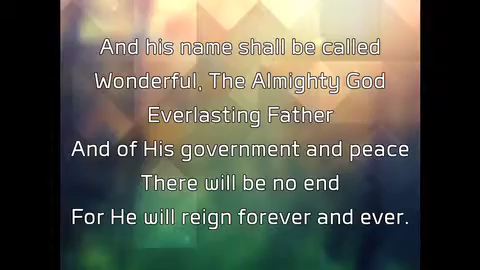 And his name shall be called
Wonderful, The Almighty God
Everlasting Father
And of His government and peace
There will be no end
For He will reign forever and ever.